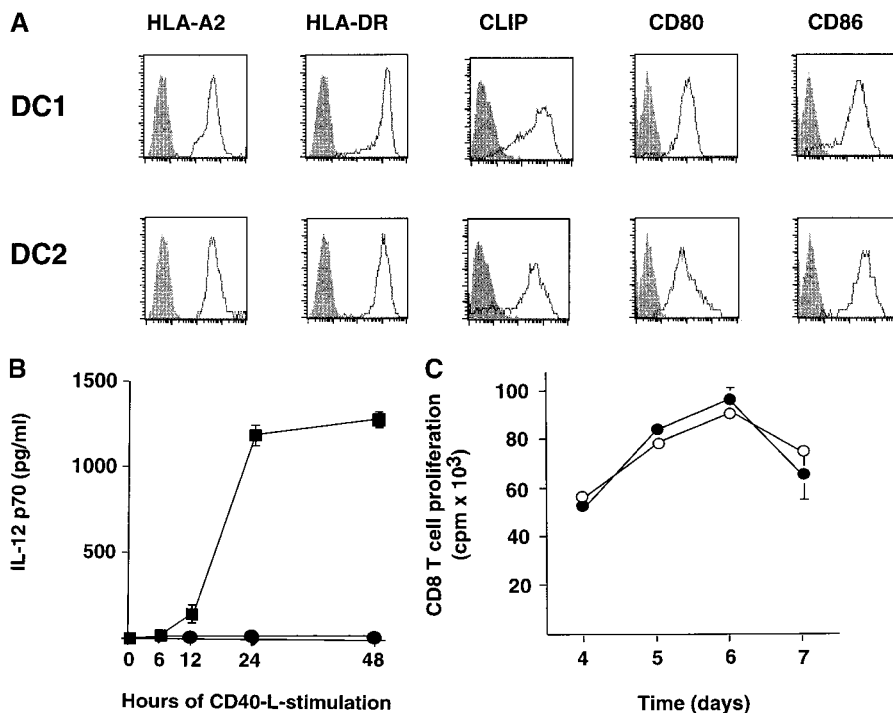 A
HLA-A2 HLA-DR CLIP CD80 CD86
DC1
DC2
B
IL-12 p70 (pg/ml)
1500
1000
500
0 6 12 24 48
Hours of CD40-L-stimulation
C
CD8 T cell proliferation
(cpm x 10³)
100
80
60
40
20
4 5 6 7
Time (days)